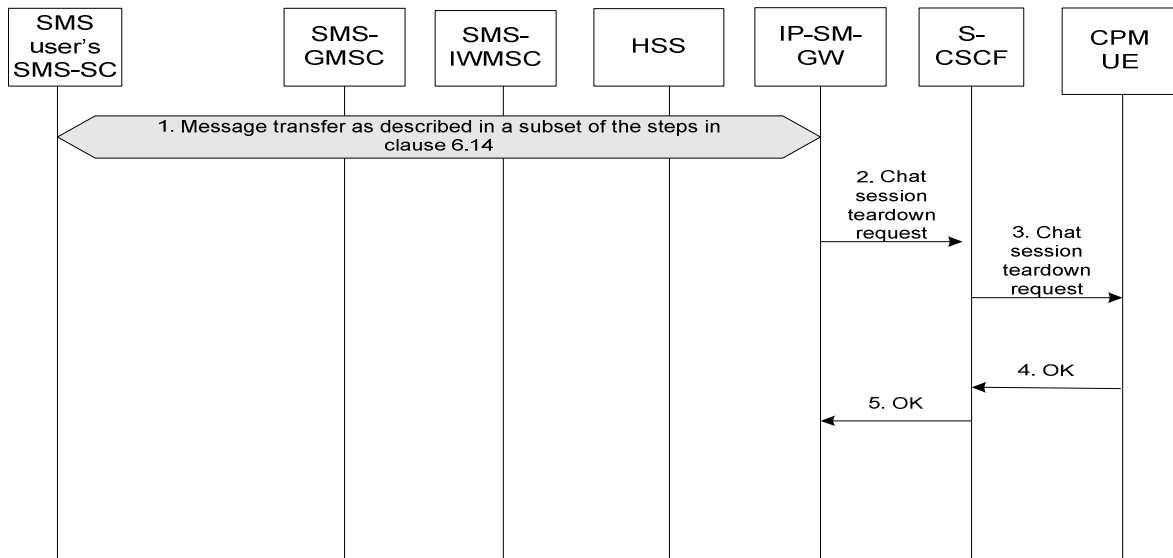 SMS
user's
SMS-SC
SMS-
GMSC
SMS-
IWMSC
HSS
IP-SM-
GW
S-
CSCF
CPM
UE
1. Message transfer as described in a subset of the steps in
clause 6.14
2. Chat
session
teardown
request
3. Chat
session
teardown
request
4. OK
5. OK